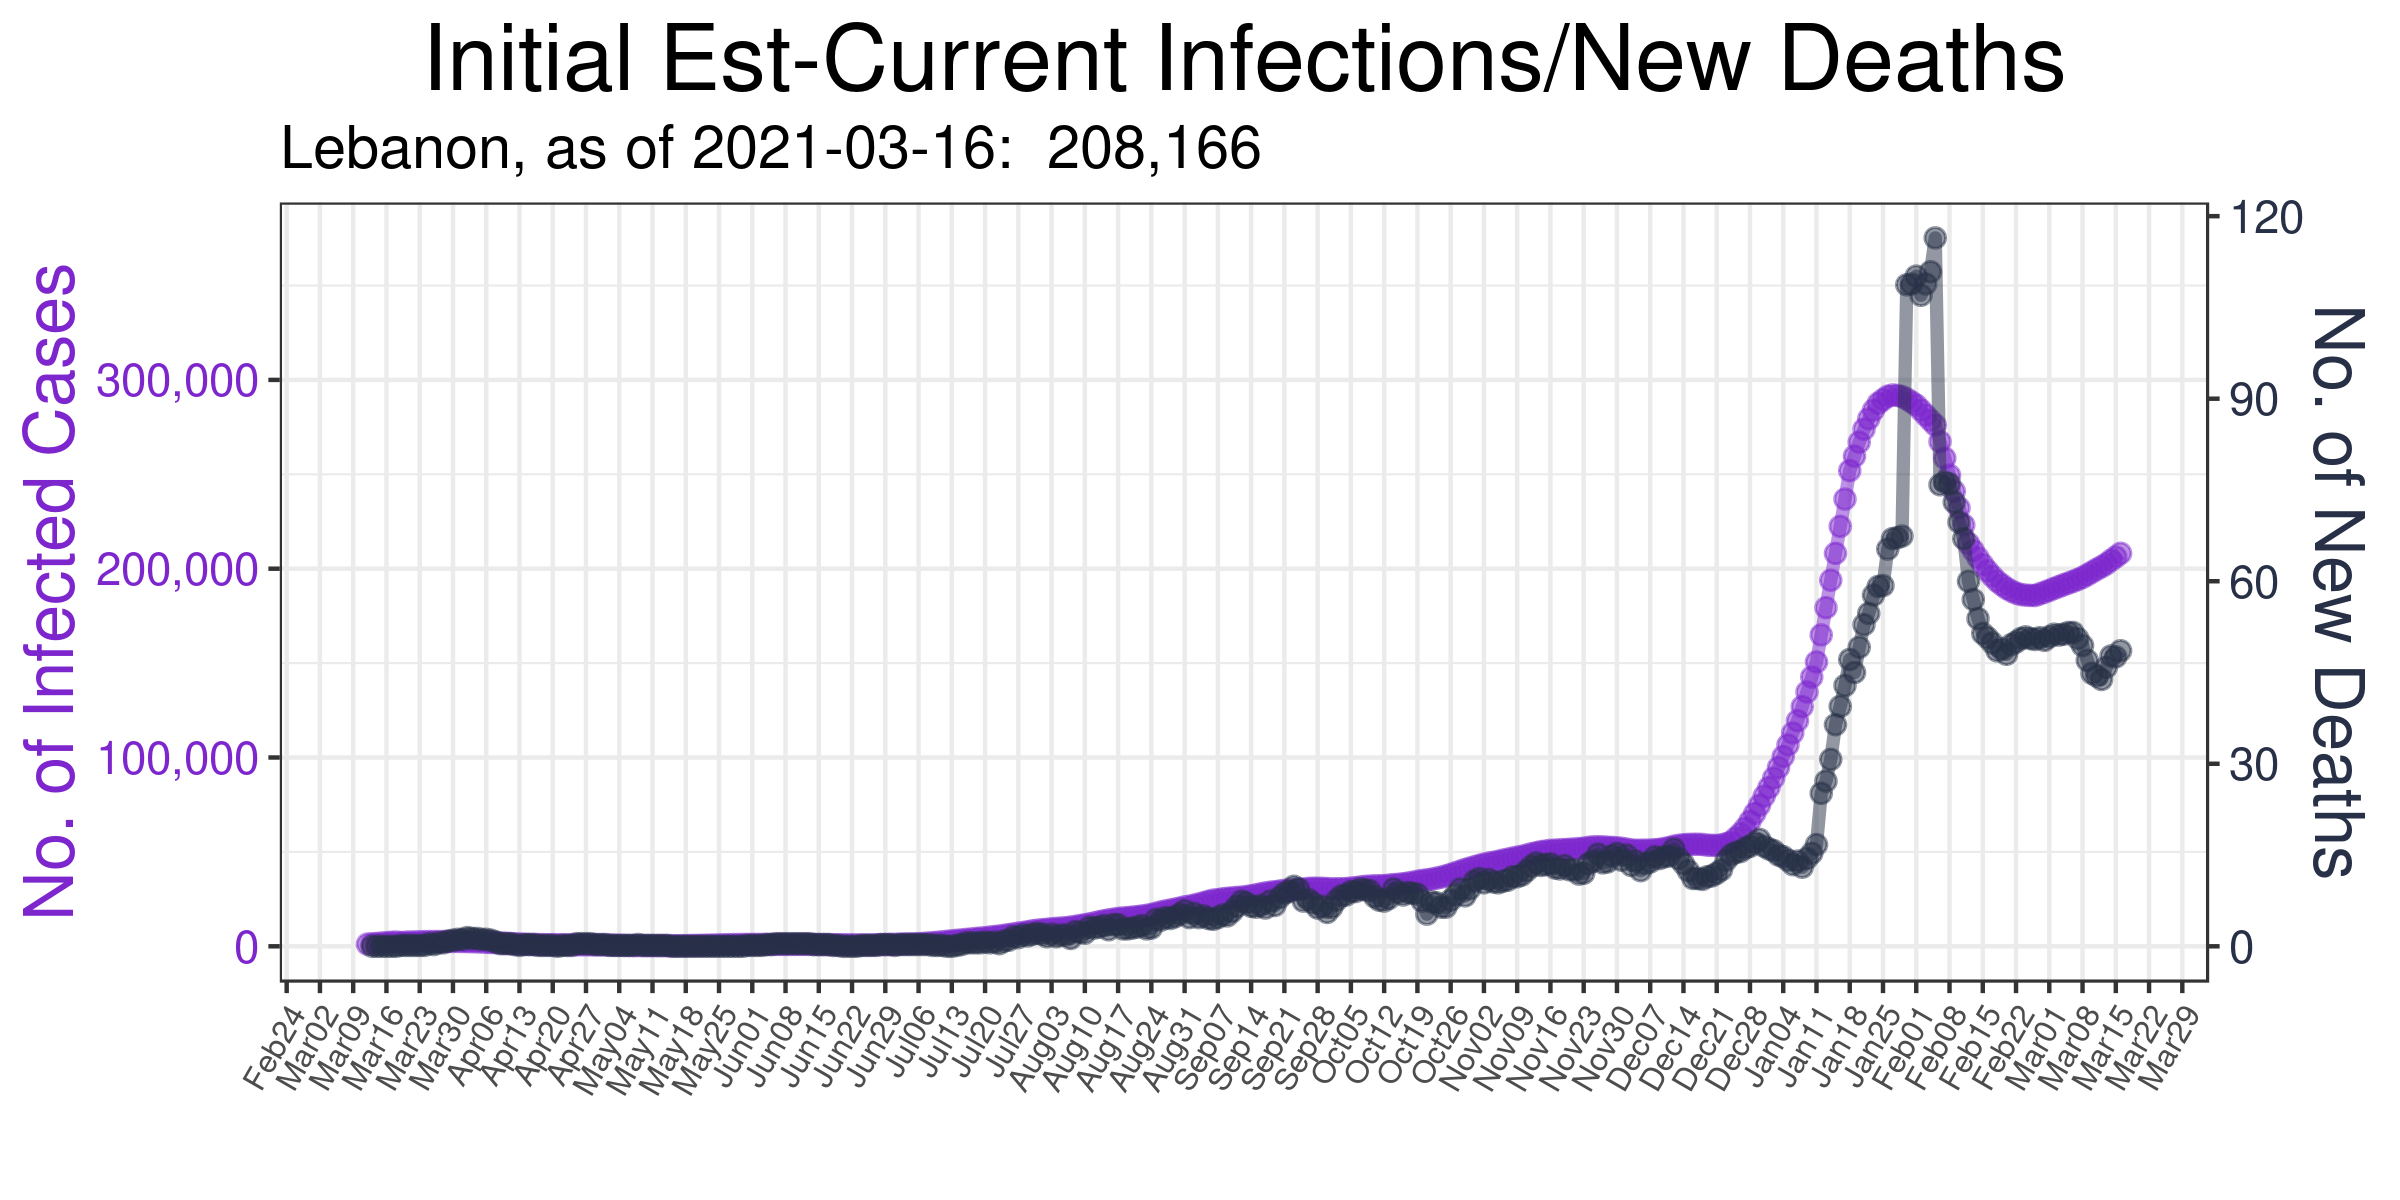 Initial Est-Current Infections/New Deaths
Lebanon, as of 2021-03-16:  208,166
No. of Infected Cases
300,000
200,000
100,000
0
120
90
60
30
0
No. of New Deaths
Feb24
Mar02
Mar09
Mar16
Mar23
Mar30
Apr06
Apr13
Apr20
Apr27
May04
May11
May18
May25
Jun01
Jun08
Jun15
Jun22
Jun29
Jul06
Jul13
Jul20
Jul27
Aug03
Aug10
Aug17
Aug24
Aug31
Sep07
Sep14
Sep21
Sep28
Oct05
Oct12
Oct19
Oct26
Nov02
Nov09
Nov16
Nov23
Nov30
Dec07
Dec14
Dec21
Dec28
Jan04
Jan11
Jan18
Jan25
Feb01
Feb08
Feb15
Feb22
Mar01
Mar08
Mar15
Mar22
Mar29